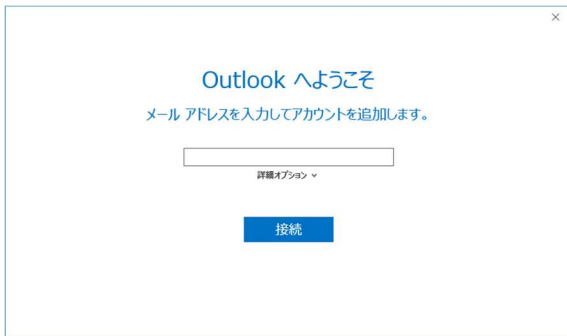 Outlook へようこそ
メール アドレスを入力してアカウントを追加します。
詳細オプション
接続